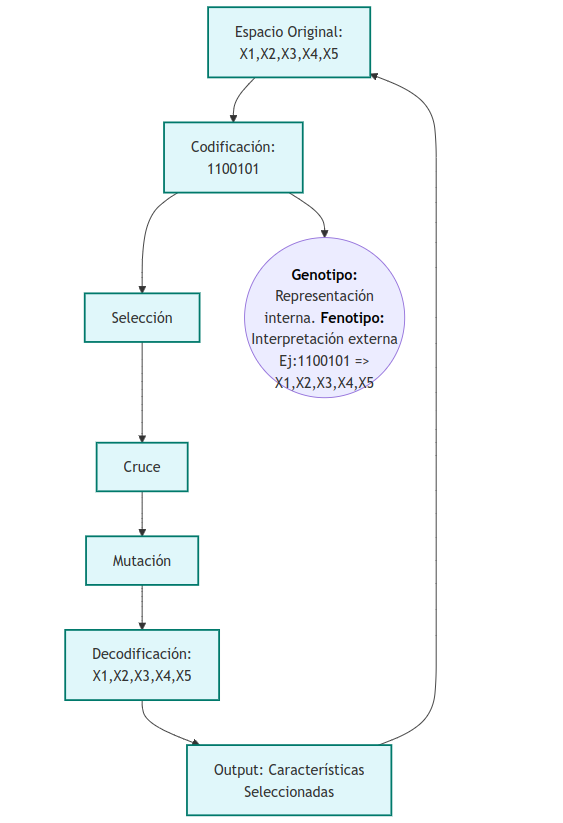 Espacio Original:
X1,X2,X3,X4,X5
Codificación:
1100101
Genotipo:
Representación
interna. Fenotipo:
Interpretación externa
Ej:1100101 =>
X1,X2,X3,X4,X5
Selección
Cruce
Mutación
Decodificación:
X1,X2,X3,X4,X5
Output: Características
Seleccionadas